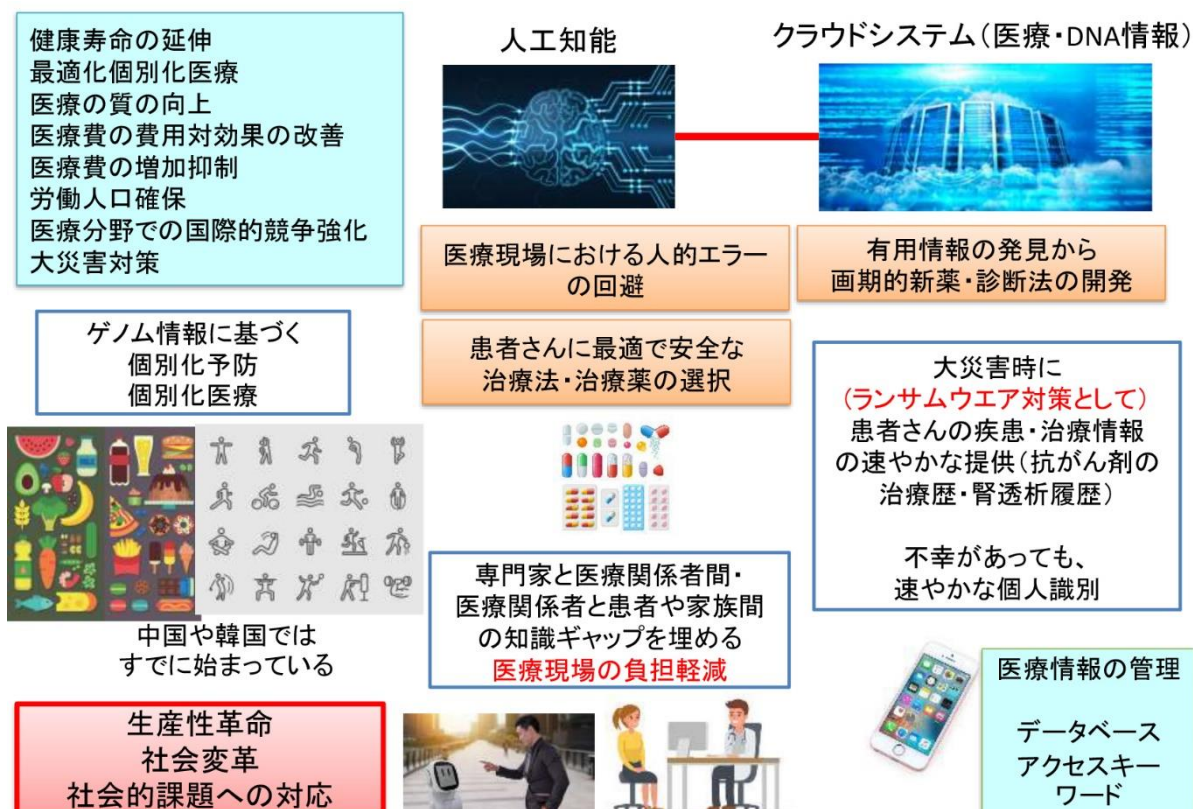 健康寿命の延伸
最適化個別化医療
医療の質の向上
医療費の費用対効果の改善
医療費の増加抑制
労働人口確保
医療分野での国際的競争強化
大災害対策
人工知能
クラウドシステム（医療・DNA情報）
医療現場における人的エラー
の回避
有用情報の発見から
画期的新薬・診断法の開発
ゲノム情報に基づく
個別化予防
個別化医療
患者さんに最適で安全な
治療法・治療薬の選択
大災害時に
（ランサムウエア対策として）
患者さんの疾患・治療情報
の速やかな提供（抗がん剤の
治療歴・腎透析履歴）
不幸があっても、
速やかな個人識別
中国や韓国では
すでに始まっている
専門家と医療関係者間・
医療関係者と患者や家族間
の知識ギャップを埋める
医療現場の負担軽減
生産性革命
社会変革
社会的課題への対応
医療情報の管理
データベース
アクセスキー
ワード